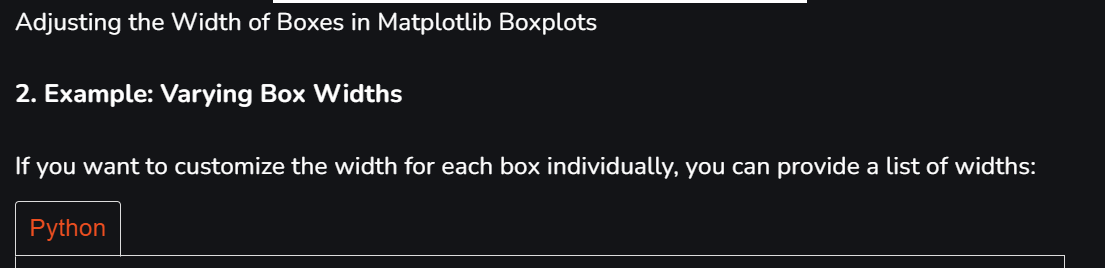 Adjusting the Width of Boxes in Matplotlib Boxplots
2. Example: Varying Box Widths
If you want to customize the width for each box individually, you can provide a list of widths:
Python